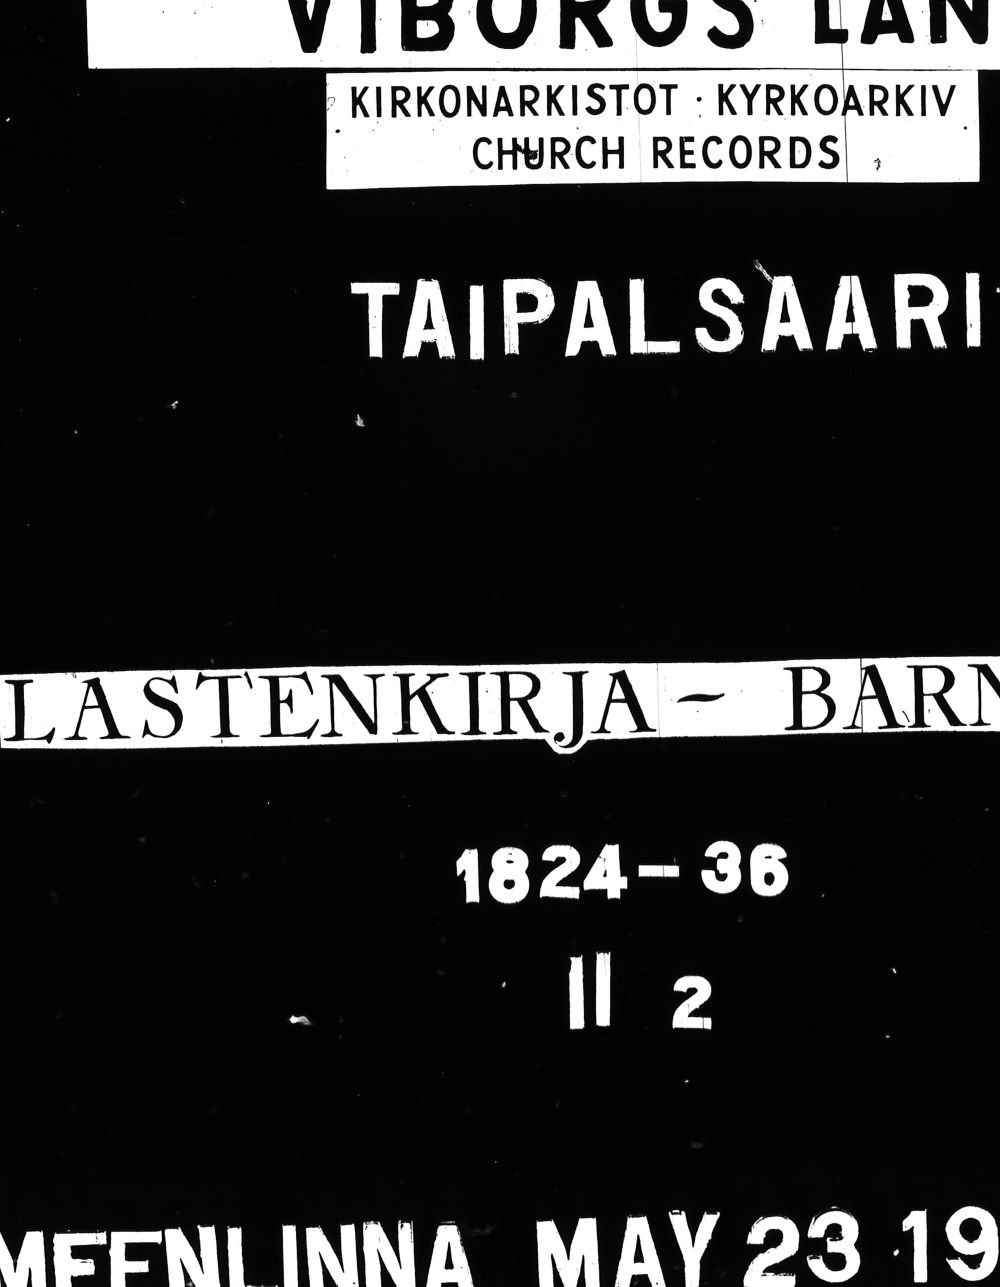 VIBORGS LÄN
KIRKONARKISTOT : KYRKOARKIV
CHURCH RECORDS
TAIPALSAARI
LASTENKIRJA - BARN
1824-36
II 2
MEENLINNA MAY 23 19